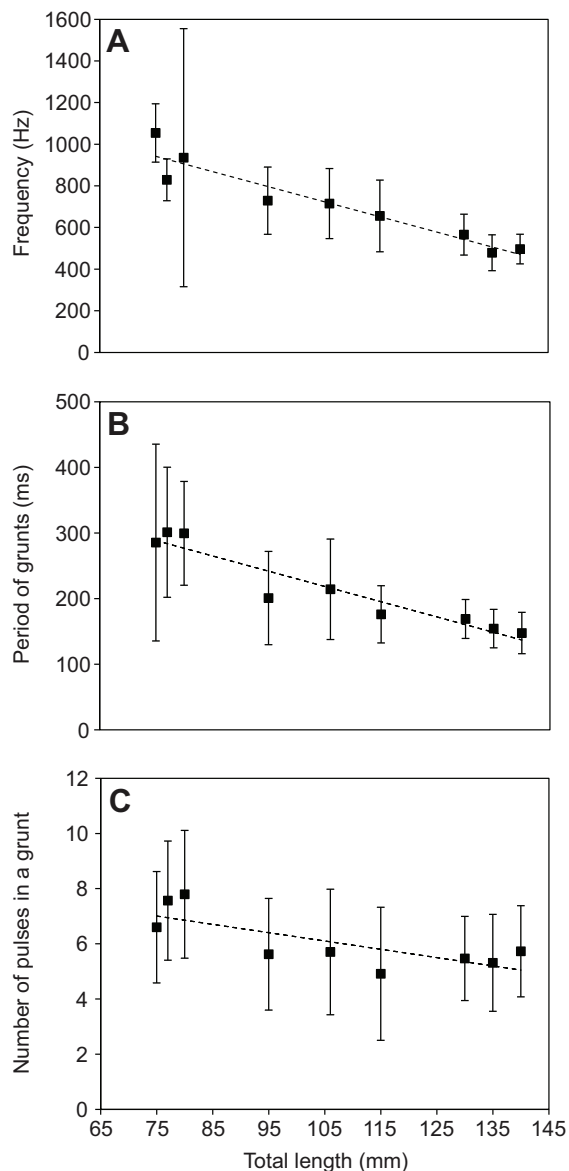 A
1600
1400
1200
1000
800
600
400
200
0
Frequency (Hz)
B
500
400
300
200
100
0
Period of grunts (ms)
C
12
10
8
6
4
2
0
Number of pulses in a grunt
65 75 85 95 105 115 125 135 145
Total length (mm)